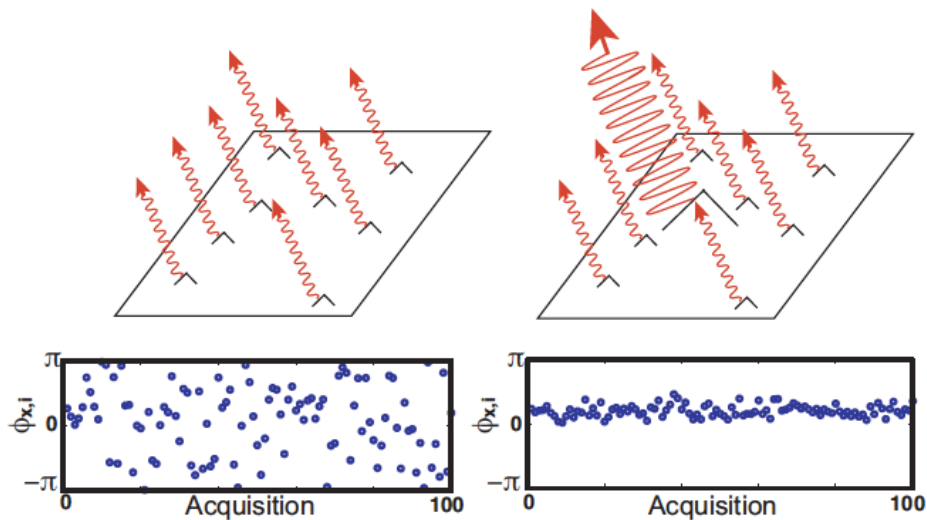 π
ϕx,i
0
−π
0
Acquisition
100
π
ϕx,i
0
−π
0
Acquisition
100